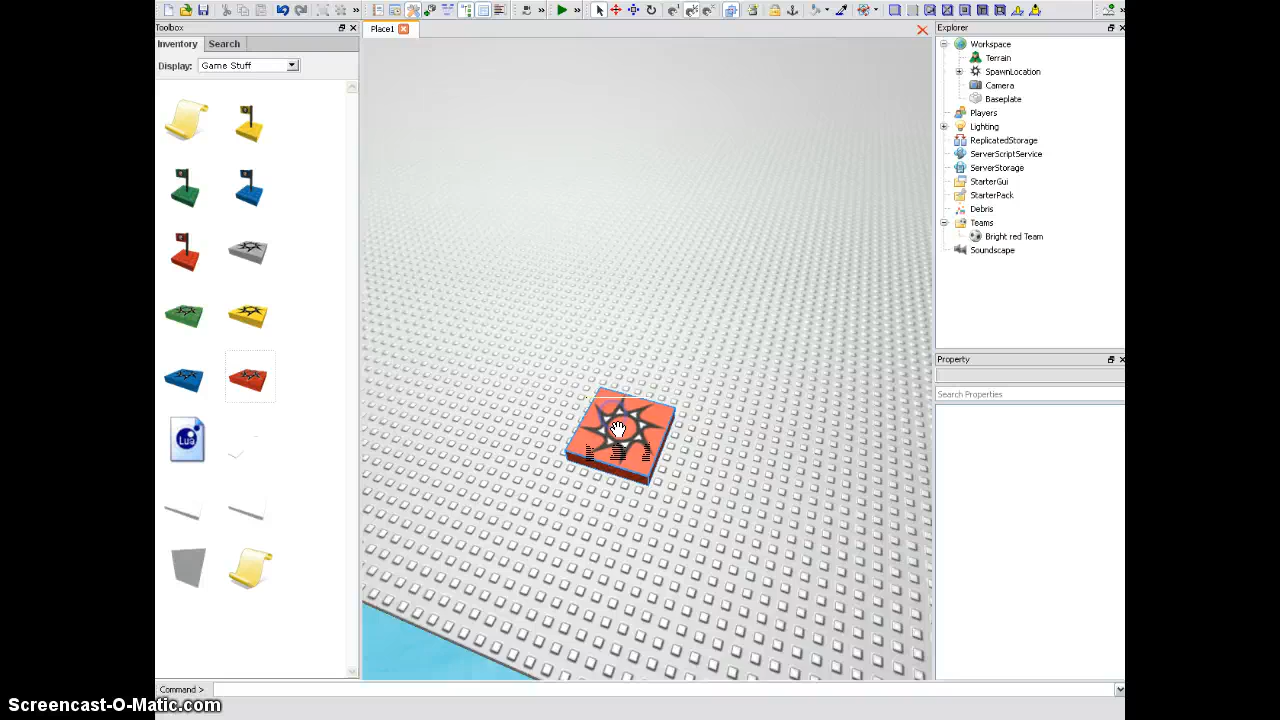 Place1
Toolbox
Inventory Search
Display: Game Stuff
Lua
Explorer
Workspace
Terrain
SpawnLocation
Camera
Baseplate
Players
Lighting
ReplicatedStorage
ServerScriptService
ServerStorage
StarterGui
StarterPack
Debris
Teams
Bright red Team
Soundscape
Property
Search Properties
Command >
Screencast-O-Matic.com